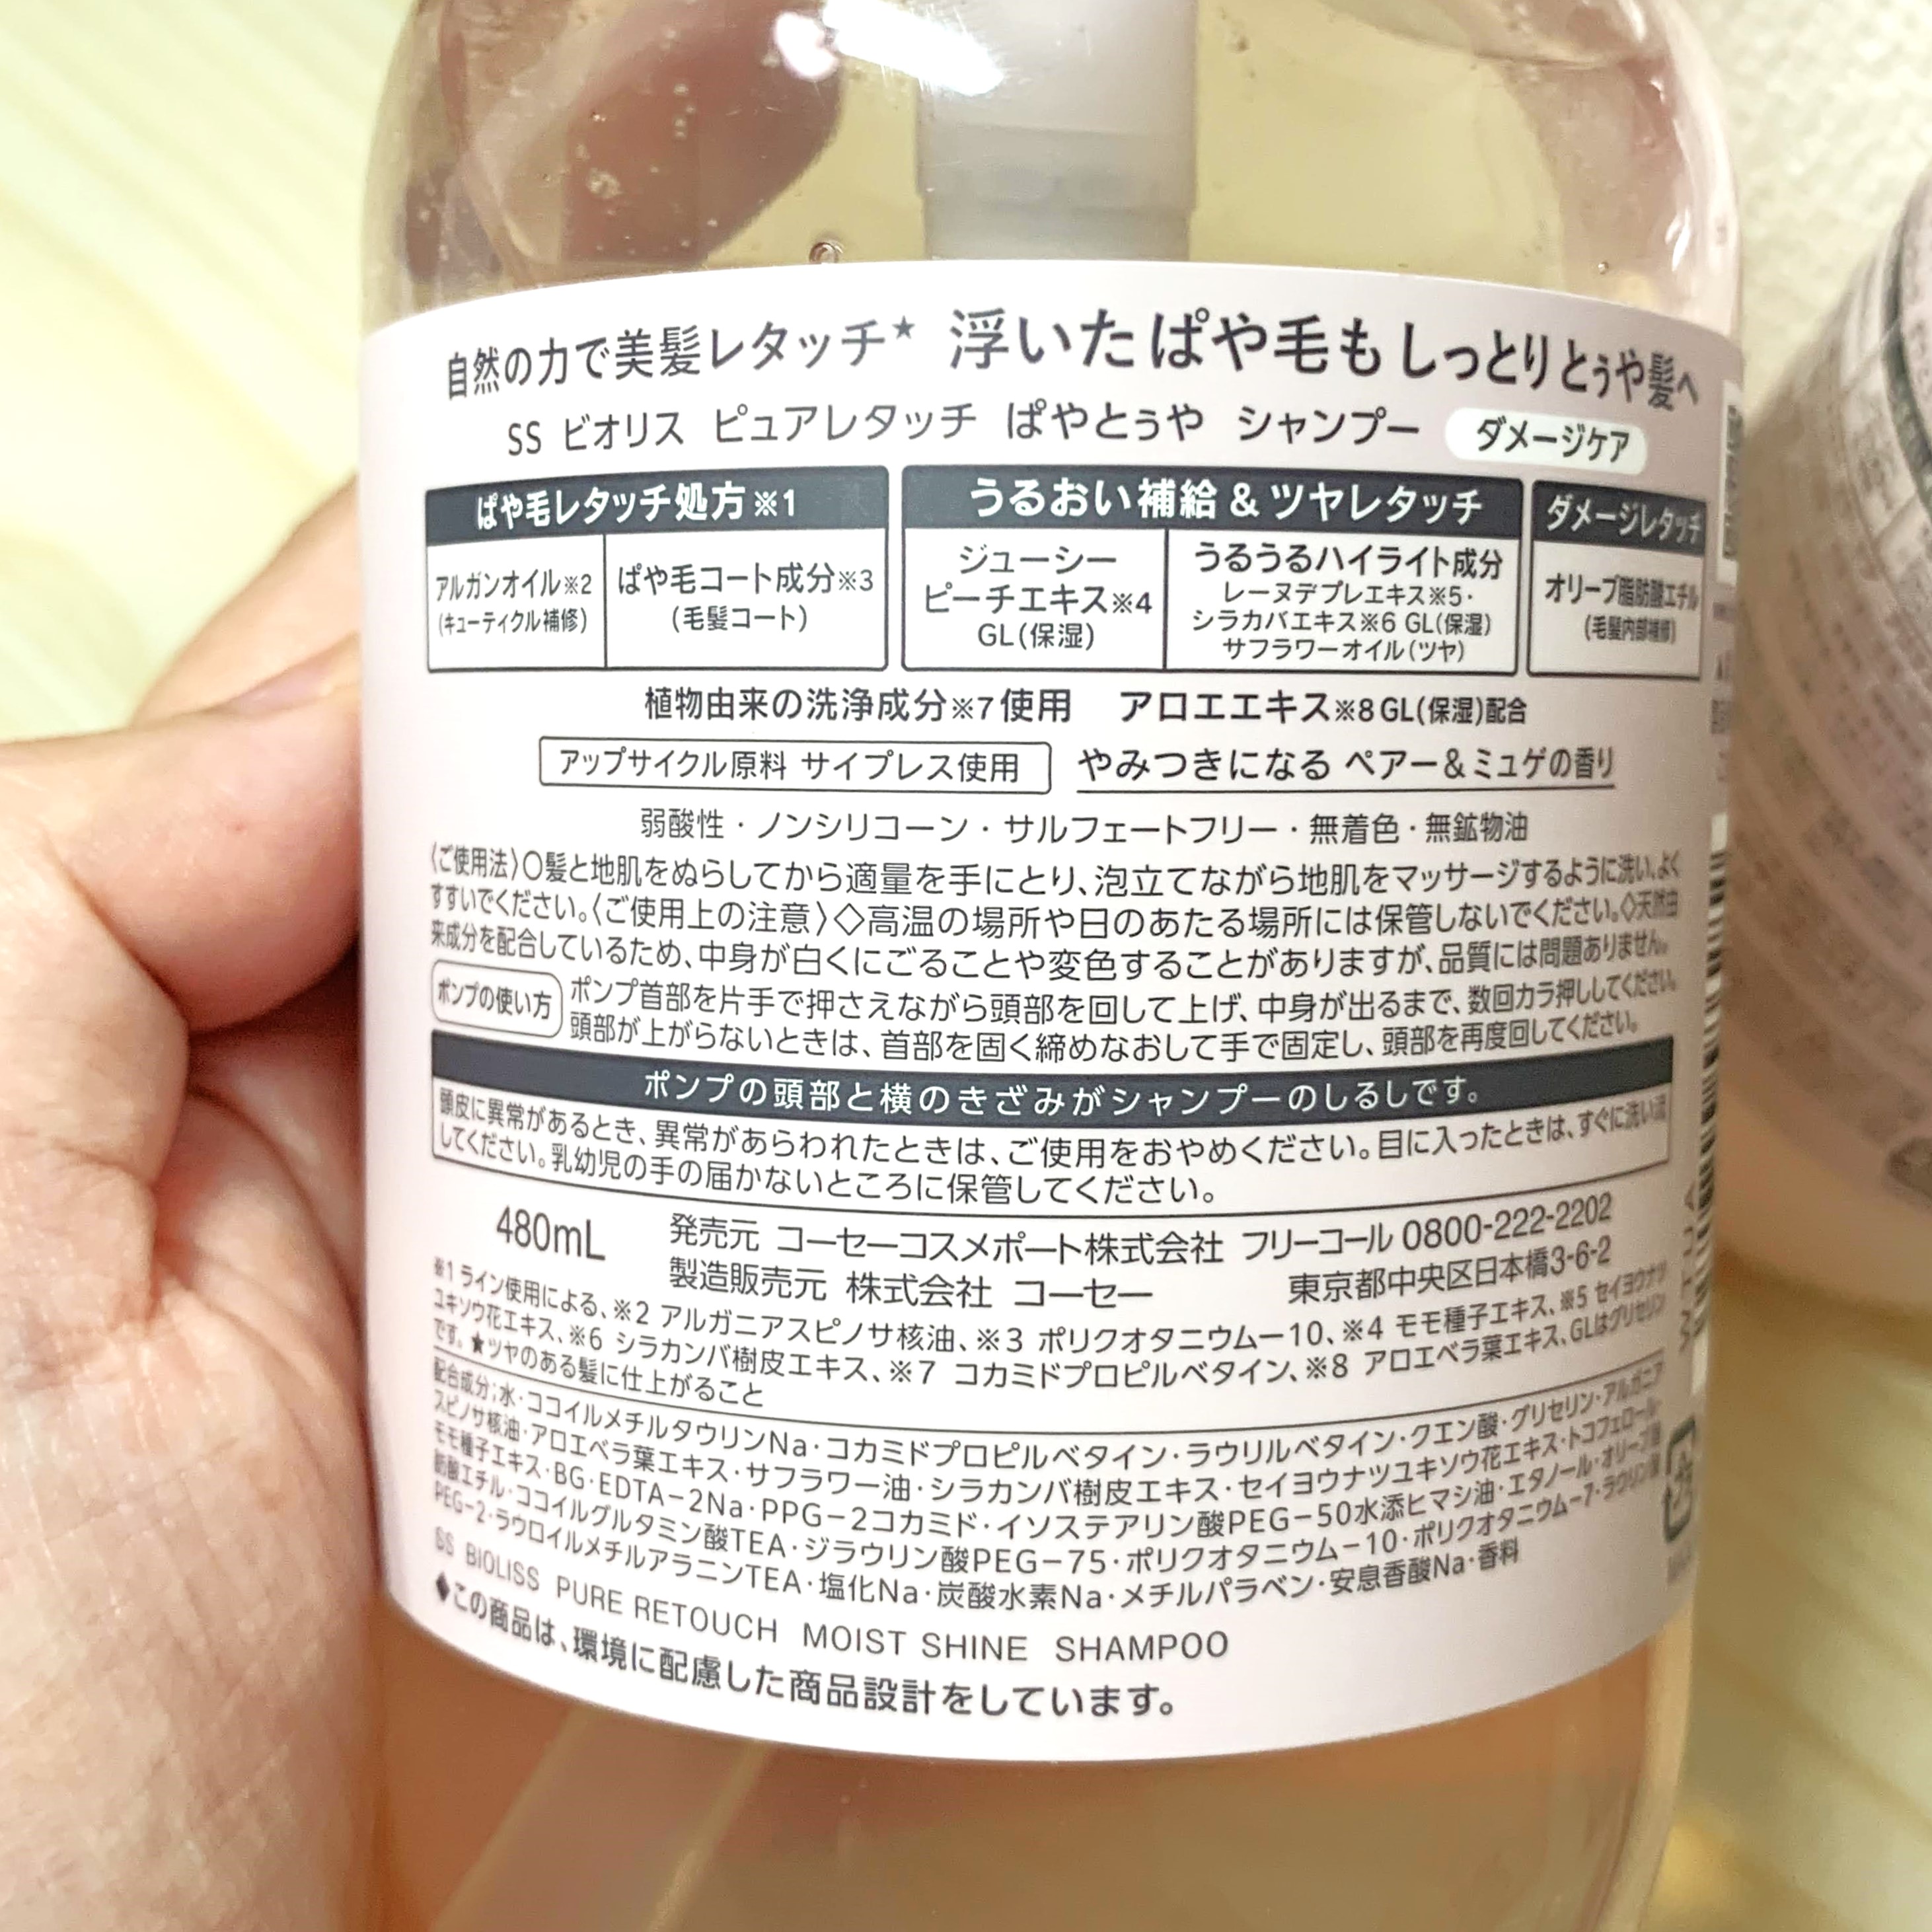 自然の力で美髪レタッチ★ 浮いたぱや毛もしっとりとぅや髪へ
SS ビオリス ピュアレタッチ ぱやとぅや シャンプー ダメージケア
ぱや毛レタッチ処方※1
アルガンオイル※2
(キューティクル補修)
ぱや毛コート成分※3
(毛髪コート)
うるおい補給&ツヤレタッチ
ジューシー
ピーチエキス※4
GL(保湿)
うるうるハイライト成分
レーヌデプレエキス※5・
シラカバエキス※6 GL(保湿)
サフラワーオイル(ツヤ)
ダメージレタッチ
オリーブ脂肪酸エチル
(毛髪内部補修)
植物由来の洗浄成分※7使用 アロエエキス※8GL(保湿)配合
アップサイクル原料 サイプレス使用 やみつきになる ペアー&ミュゲの香り
弱酸性・ノンシリコーン・サルフェートフリー・無着色・無鉱物油
〈ご使用法〉○髪と地肌をぬらしてから適量を手にとり、泡立てながら地肌をマッサージするように洗い、よく
すすいでください。〈ご使用上の注意〉◇高温の場所や日のあたる場所には保管しないでください。◇天然由
来成分を配合しているため、中身が白くにごることや変色することがありますが、品質には問題ありません。
ポンプの使い方 ポンプ首部を片手で押さえながら頭部を回して上げ、中身が出るまで、数回カラ押ししてください。
頭部が上がらないときは、首部を固く締めなおして手で固定し、頭部を再度回してください。
ポンプの頭部と横のきざみがシャンプーのしるしです。
頭皮に異常があるとき、異常があらわれたときは、ご使用をおやめください。目に入ったときは、すぐに洗い流
してください。乳幼児の手の届かないところに保管してください。
480mL 発売元 コーセーコスメポート株式会社 フリーコール 0800-222-2202
製造販売元 株式会社 コーセー 東京都中央区日本橋3-6-2
※1 ライン使用による、※2 アルガニアスピノサ核油、※3 ポリクオタニウム－10、※4 モモ種子エキス、※5 セイヨウナツ
ユキソウ花エキス、※6 シラカンバ樹皮エキス、※7 コカミドプロピルベタイン、※8 アロエベラ葉エキス、GLはグリセリン
です。★ツヤのある髪に仕上がること
配合成分;水・ココイルメチルタウリンNa・コカミドプロピルベタイン・ラウリルベタイン・クエン酸・グリセリン・アルガニア
スピノサ核油・アロエベラ葉エキス・サフラワー油・シラカンバ樹皮エキス・セイヨウナツユキソウ花エキス・トコフェロール・
モモ種子エキス・BG・EDTA－2Na・PPG－2コカミド・イソステアリン酸PEG－50水添ヒマシ油・エタノール・オリーブ脂
肪酸エチル・ココイルグルタミン酸TEA・ジラウリン酸PEG－75・ポリクオタニウム－10・ポリクオタニウム－7・ラウリン酸
PEG-2・ラウロイルメチルアラニンTEA・塩化Na・炭酸水素Na・メチルパラベン・安息香酸Na・香料
SS BIOLISS PURE RETOUCH MOIST SHINE SHAMPOO
◆この商品は、環境に配慮した商品設計をしています。